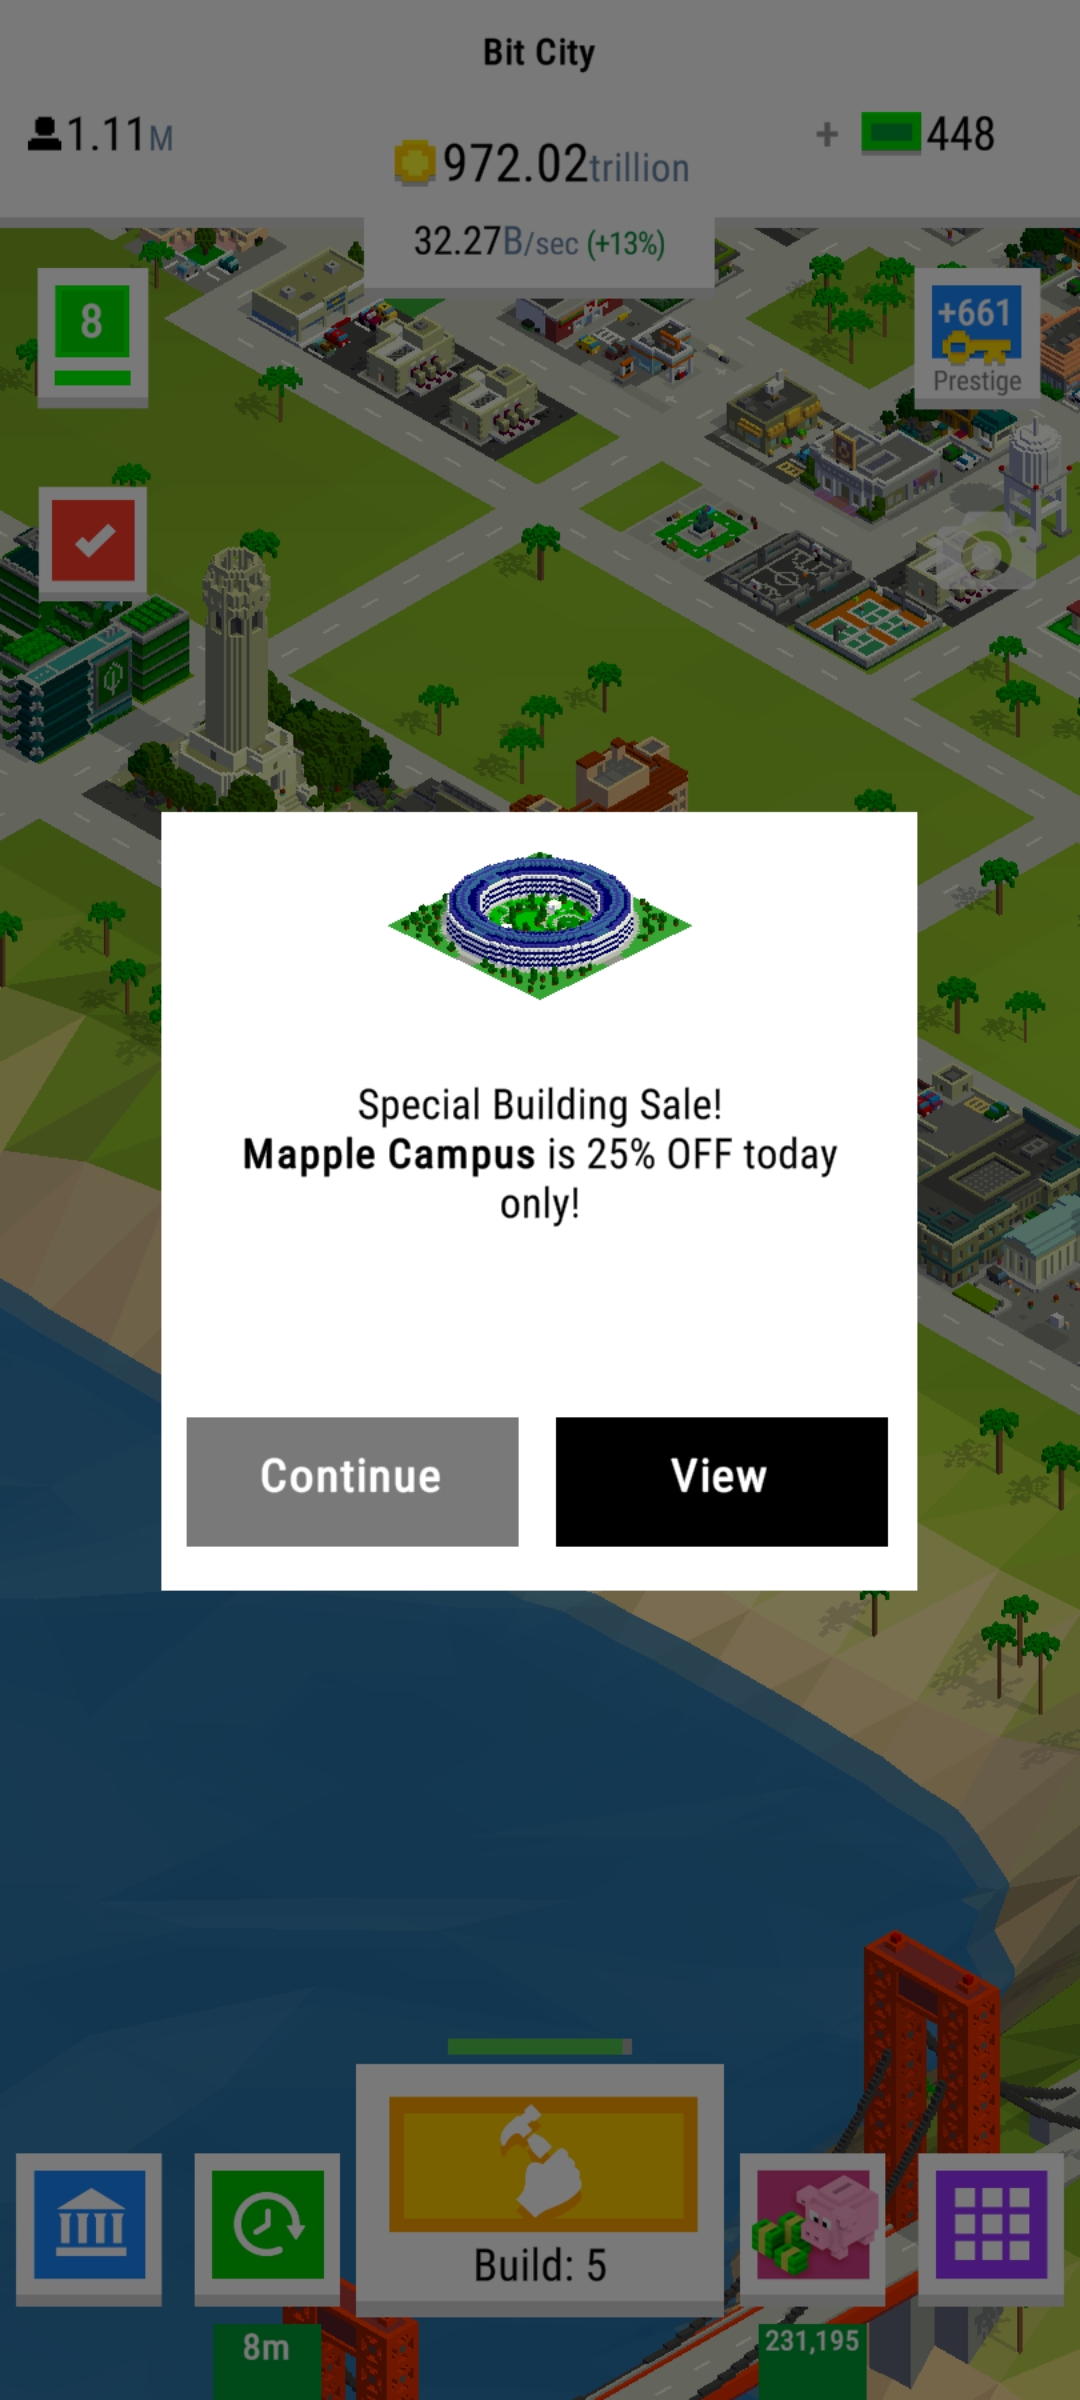 Bit City
1.11M
972.02trillion
+ 448
32.27B/sec (+13%)
8
+661
Prestige
Special Building Sale!
Mapple Campus is 25% OFF today
only!
Continue
View
Build: 5
8m
231,195